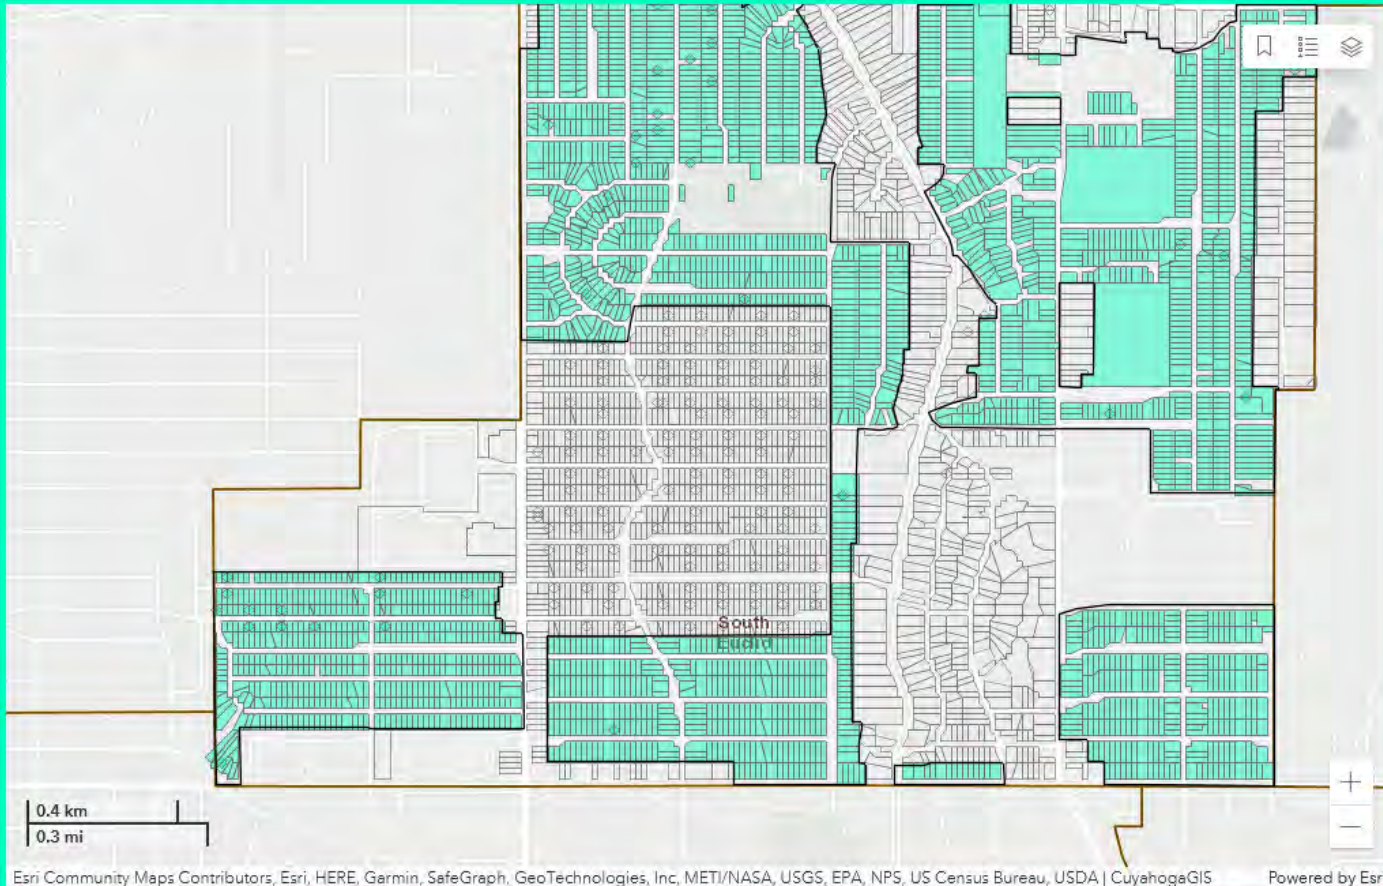 South
Euclid
0.4 km
0.3 mi
Esri Community Maps Contributors, Esri, HERE, Garmin, SafeGraph, GeoTechnologies, Inc, METI/NASA, USGS, EPA, NPS, US Census Bureau, USDA | CuyahogaGIS
Powered by Esr